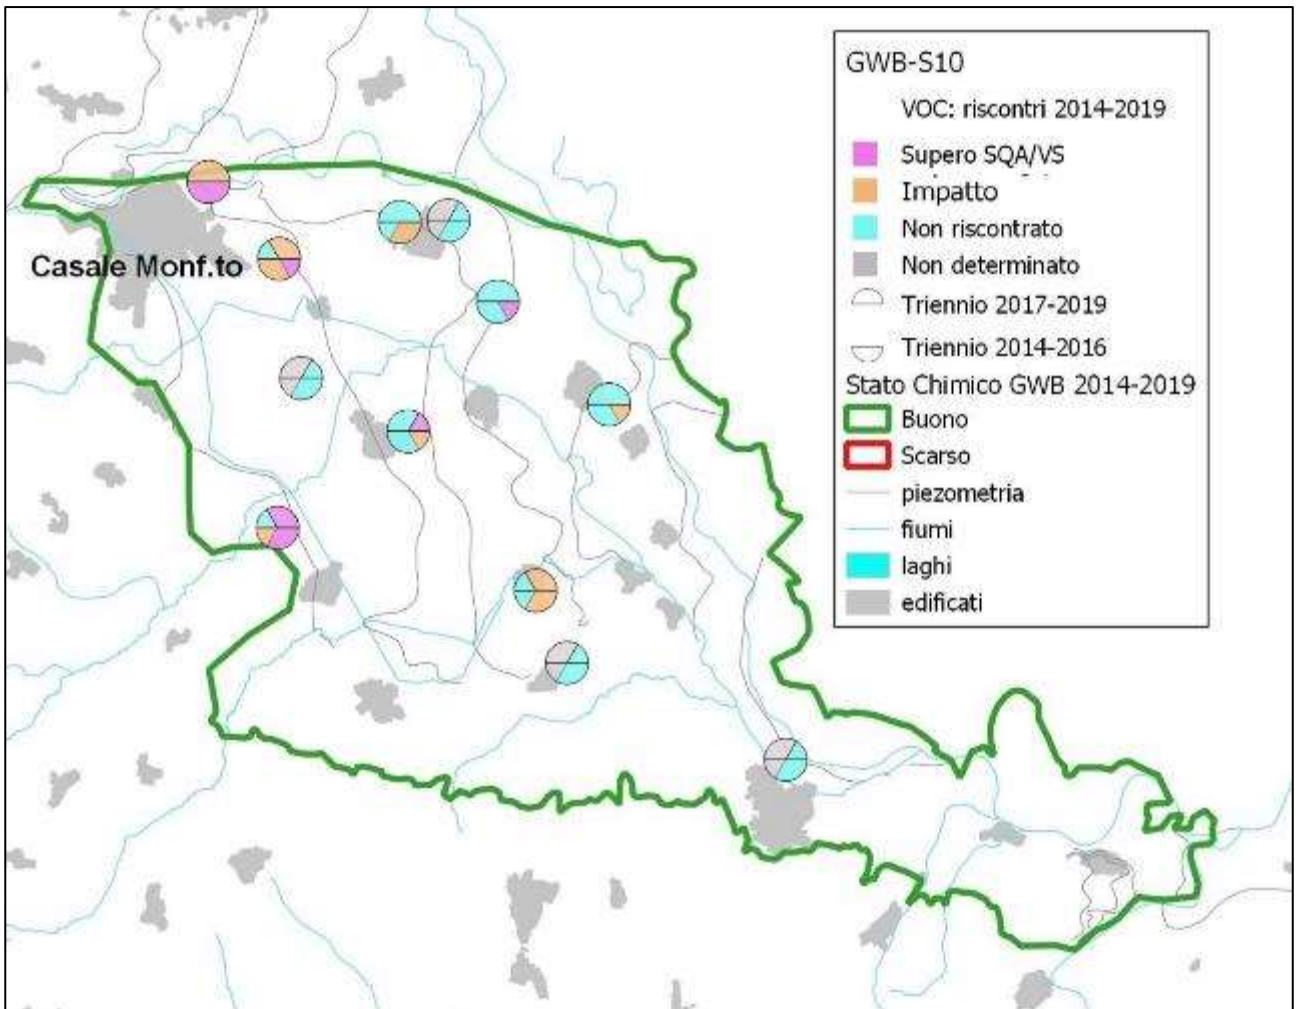 GWB-S10
VOC: riscontri 2014-2019
Supero SQA/VS
Impatto
Non riscontrato
Non determinato
Triennio 2017-2019
Triennio 2014-2016
Stato Chimico GWB 2014-2019
Buono
Scarso
piezometria
fiumi
laghi
edificati
Casale Monf.to